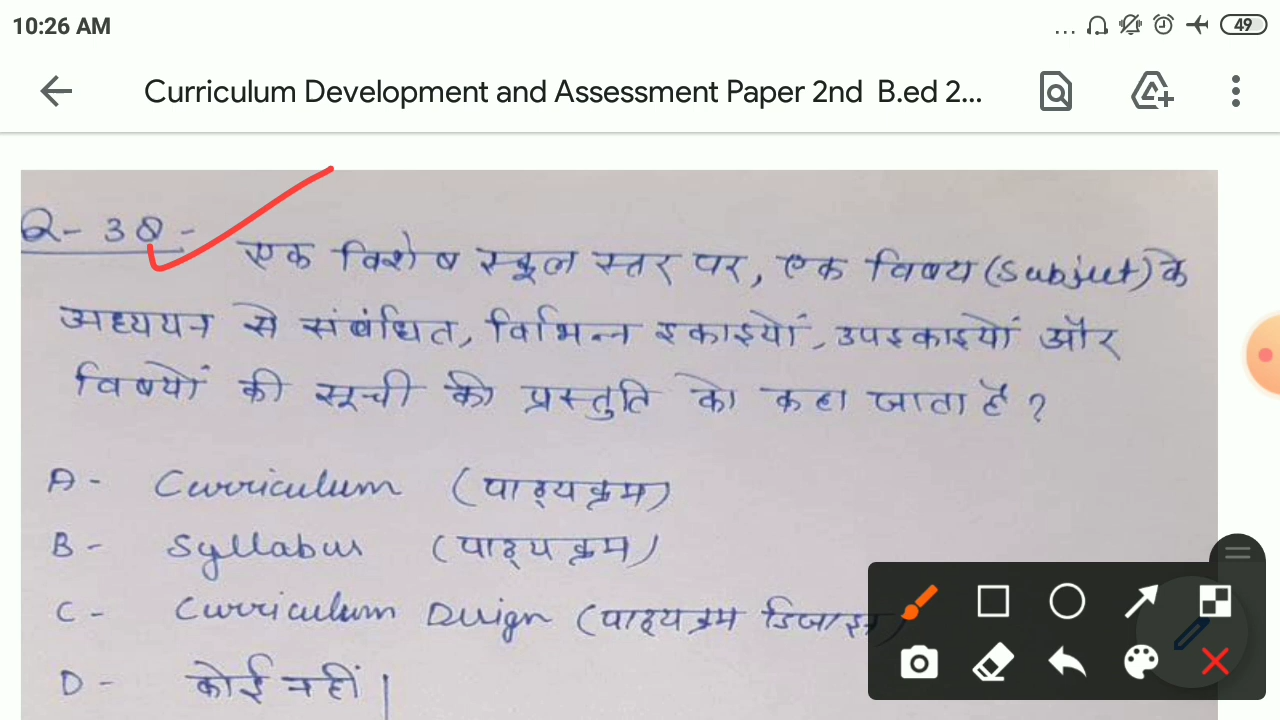 10:26 AM
... 49
Curriculum Development and Assessment Paper 2nd B.ed 2...
Q- 38-
एक विशेष स्कूल स्तर पर, एक विषय (Subject) के
अध्ययन से संबंधित, विभिन्न इकाइयों, उपइकाइयों और
विषयों की सूची की प्रस्तुति को कहा जाता है ?
A- Curriculum (पाठ्यक्रम)
B- Syllabus (पाठ्यक्रम)
C- Curriculum Design (पाठ्यक्रम डिजाइन)
D- कोई नहीं |